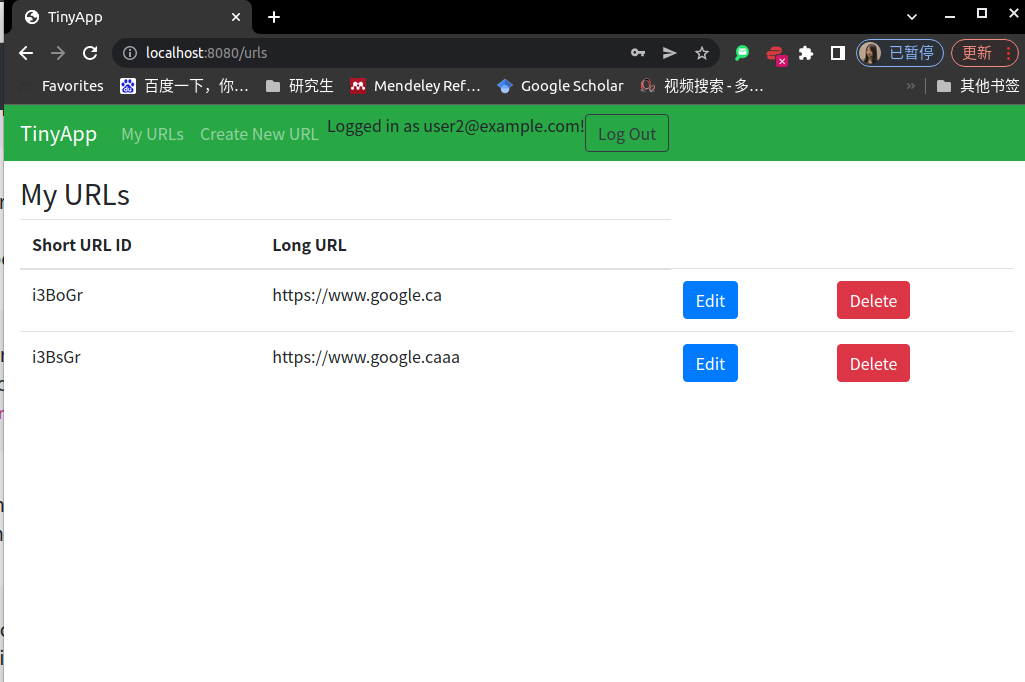 TinyApp
localhost:8080/urls
已暂停
更新
Favorites
百度一下，你…
研究生
Mendeley Ref…
Google Scholar
视频搜索 - 多…
»
其他书签
TinyApp
My URLs
Create New URL
Logged in as user2@example.com!
Log Out
My URLs
Short URL ID Long URL
i3BoGr https://www.google.ca Edit Delete
i3BsGr https://www.google.caaa Edit Delete